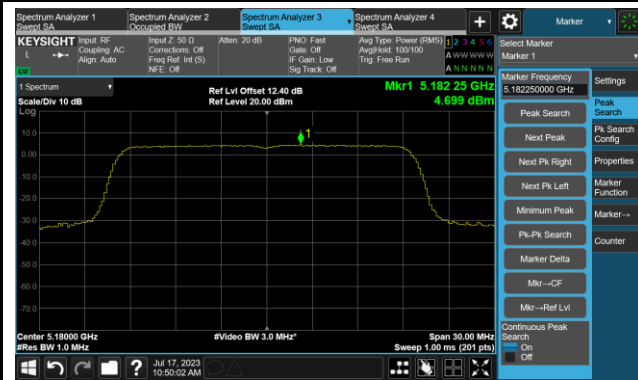 Spectrum Analyzer 1
Swept SA
Spectrum Analyzer 2
Occupied BW
Spectrum Analyzer 3
Swept SA
Spectrum Analyzer 4
Swept SA
Marker
KEYSIGHT
L
Input: RF
Coupling: AC
Align: Auto
Input Z: 50 Ω
Corrections: Off
Freq Ref: Int (S)
NFE: Off
Atten: 20 dB
PNO: Fast
Gate: Off
IF Gain: Low
Sig Track: Off
Avg Type: Power (RMS)
Avg|Hold: 100/100
Trig: Free Run
1 2 3 4 5 6
A W W W W W
A N N N N N
Select Marker
Marker 1
1 Spectrum
Scale/Div 10 dB
Log
Ref Lvl Offset 12.40 dB
Ref Level 20.00 dBm
Mkr1 5.182 25 GHz
4.699 dBm
1
10.0
0.00
-10.0
-20.0
-30.0
-40.0
-50.0
-60.0
-70.0
Center 5.18000 GHz
#Res BW 1.0 MHz
#Video BW 3.0 MHz*
Span 30.00 MHz
Sweep 1.00 ms (201 pts)
Jul 17, 2023
10:50:02 AM
Marker Frequency
5.182250000 GHz
Peak Search
Next Peak
Next Pk Right
Next Pk Left
Minimum Peak
Pk-Pk Search
Marker Delta
Mkr→CF
Mkr→Ref Lvl
Continuous Peak
Search
On
Off
Settings
Peak
Search
Pk Search
Config
Properties
Marker
Function
Marker→
Counter